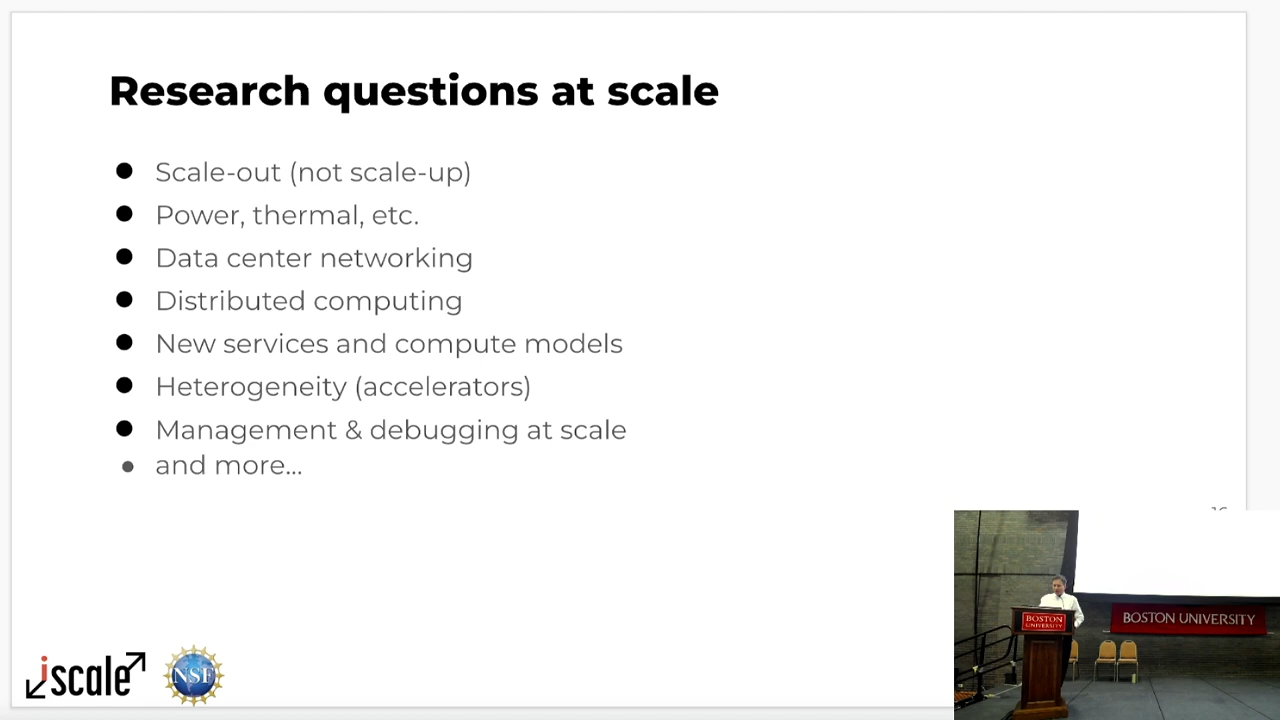 Research questions at scale
● Scale-out (not scale-up)
● Power, thermal, etc.
● Data center networking
● Distributed computing
● New services and compute models
● Heterogeneity (accelerators)
● Management & debugging at scale
● and more...
BOSTON UNIVERSITY
BOSTON
UNIVERSITY
iscale
NSF